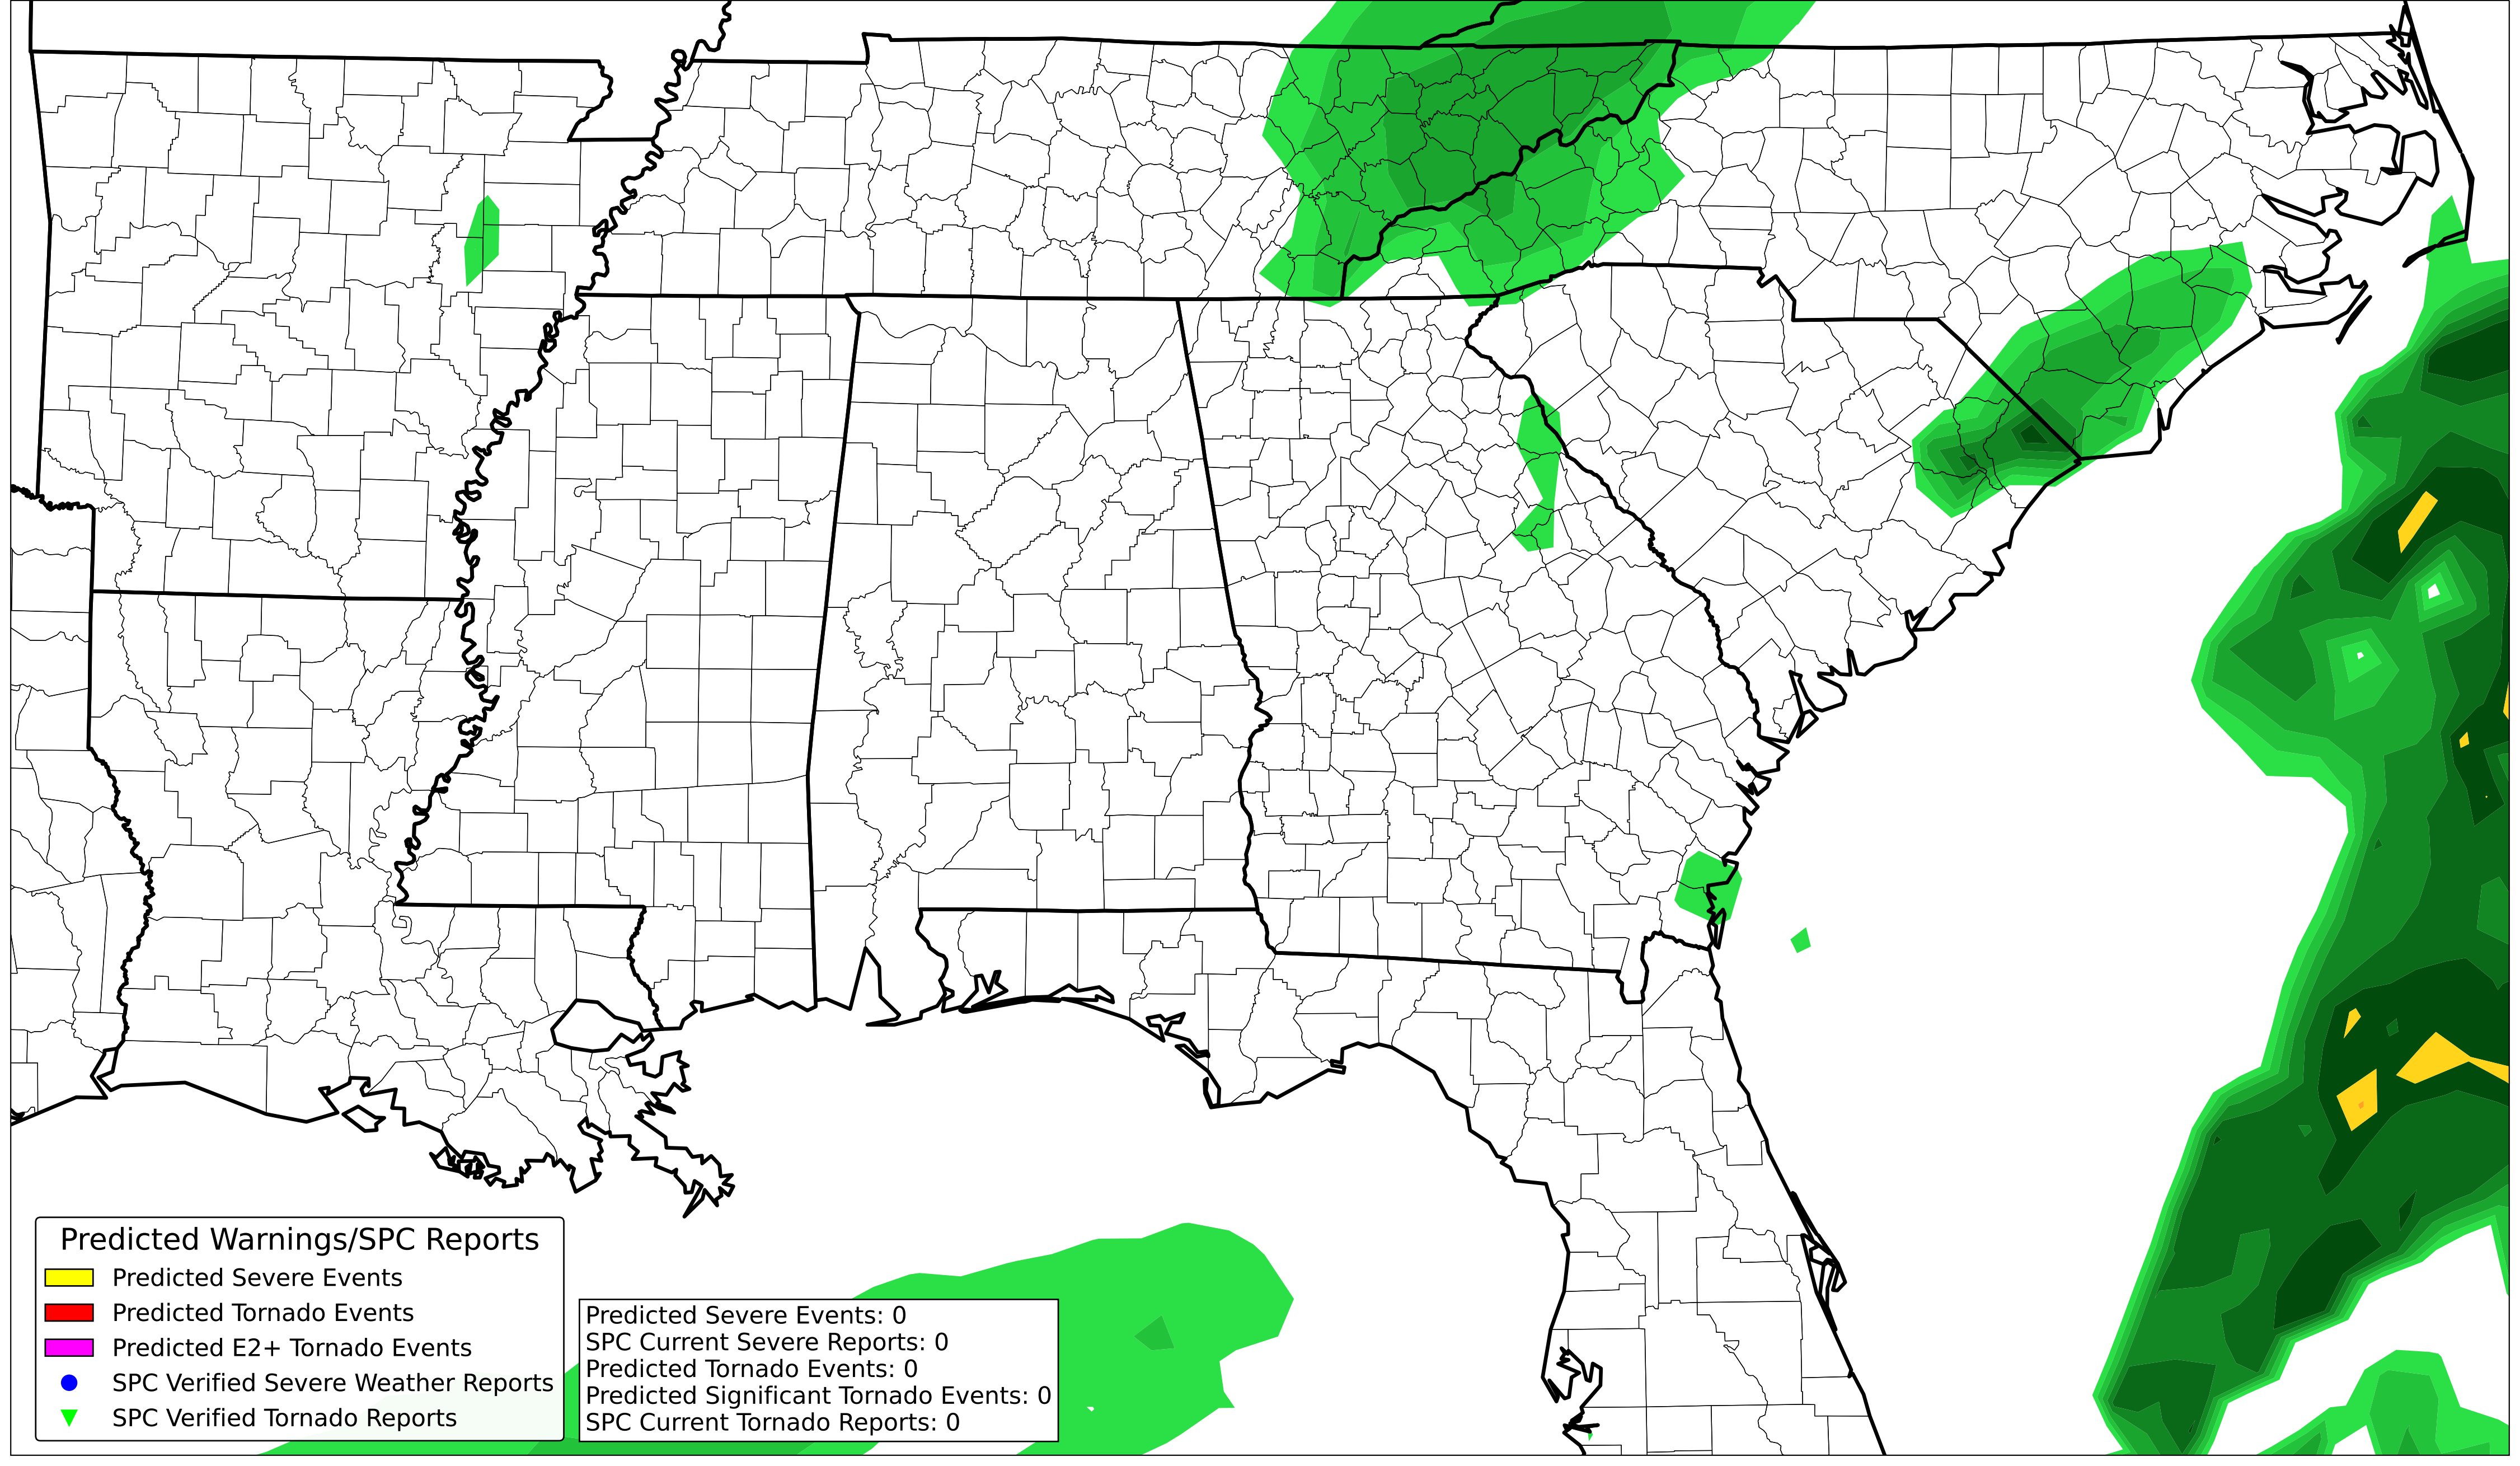 Predicted Warnings/SPC Reports
Predicted Severe Events
Predicted Tornado Events
Predicted E2+ Tornado Events
SPC Verified Severe Weather Reports
SPC Verified Tornado Reports
Predicted Severe Events: 0
SPC Current Severe Reports: 0
Predicted Tornado Events: 0
Predicted Significant Tornado Events: 0
SPC Current Tornado Reports: 0